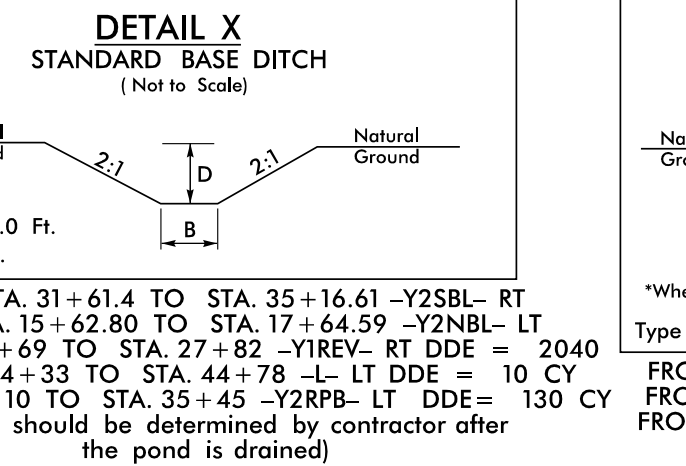 DETAIL X
STANDARD BASE DITCH
( Not to Scale)
Natural
Ground
2:1
D
2:1
B
.0 Ft.
TA. 31+61.4 TO STA. 35+16.61 –Y2SBL– RT
. 15+62.80 TO STA. 17+64.59 –Y2NBL– LT
+69 TO STA. 27+82 –Y1REV– RT DDE = 2040
4+33 TO STA. 44+78 –L– LT DDE = 10 CY
10 TO STA. 35+45 –Y2RPB– LT DDE= 130 CY
should be determined by contractor after
the pond is drained)
Na
Gro
*Whe
Type
FRO
FRO
FRO